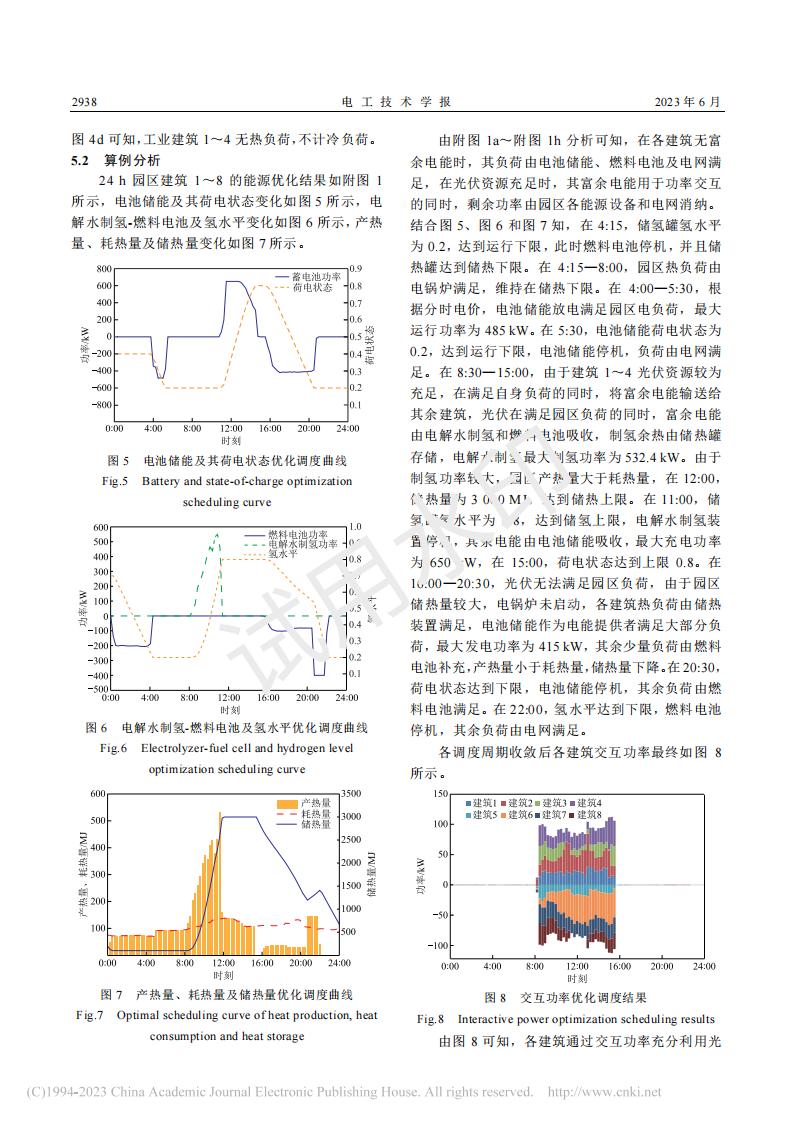 2938
电工技术学报
2023年6月
图 4d 可知,工业建筑 1～4 无热负荷,不计冷负荷。
5.2 算例分析
24 h 园区建筑 1～8 的能源优化结果如附图 1
所示，电池储能及其荷电状态变化如图 5 所示，电
解水制氢-燃料电池及氢水平变化如图 6 所示，产热
量、耗热量及储热量变化如图 7 所示。
800
600
400
200
0
−200
−400
−600
−800
功率/kW
蓄电池功率
荷电状态
0.9
0.8
0.7
0.6
0.5
0.4
0.3
0.2
0.1
荷电状态
0:00 4:00 8:00 12:00 16:00 20:00 24:00
时刻
图 5 电池储能及其荷电状态优化调度曲线
Fig.5 Battery and state-of-charge optimization
scheduling curve
600
500
400
300
200
100
0
−100
−200
−300
−400
−500
功率/kW
燃料电池功率
电解水制氢功率
氢水平
1.0
0.9
0.8
0.5
0.4
0.3
0.2
0.1
0:00 4:00 8:00 12:00 16:00 20:00 24:00
时刻
图 6 电解水制氢-燃料电池及氢水平优化调度曲线
Fig.6 Electrolyzer-fuel cell and hydrogen level
optimization scheduling curve
600
500
400
300
200
100
产热量、耗热量/MJ
产热量
耗热量
储热量
3500
3000
2500
2000
1500
1000
500
储热量/MJ
0:00 4:00 8:00 12:00 16:00 20:00 24:00
时刻
图 7 产热量、耗热量及储热量优化调度曲线
Fig.7 Optimal scheduling curve of heat production, heat
consumption and heat storage
由附图 1a～附图 1h 分析可知，在各建筑无富
余电能时，其负荷由电池储能、燃料电池及电网满
足，在光伏资源充足时，其富余电能用于功率交互
的同时，剩余功率由园区各能源设备和电网消纳。
结合图 5、图 6 和图 7 知，在 4:15，储氢罐氢水平
为 0.2，达到运行下限，此时燃料电池停机，并且储
热罐达到储热下限。在 4:15—8:00，园区热负荷由
电锅炉满足，维持在储热下限。在 4:00—5:30，根
据分时电价，电池储能放电满足园区电负荷，最大
运行功率为 485 kW。在 5:30，电池储能荷电状态为
0.2，达到运行下限，电池储能停机，负荷由电网满
足。在 8:30—15:00，由于建筑 1～4 光伏资源较为
充足，在满足自身负荷的同时，将富余电能输送给
其余建筑，光伏在满足园区负荷的同时，富余电能
由电解水制氢和燃料电池吸收，制氢余热由储热罐
存储，电解水制氢最大制氢功率为 532.4 kW。由于
制氢功率较大，园区产热量大于耗热量，在 12:00，
储热量为 3 000 MJ，达到储热上限。在 11:00，储
氢罐氢水平为 0.8，达到储氢上限，电解水制氢装
置停机，其余电能由电池储能吸收，最大充电功率
为 650 kW，在 15:00，荷电状态达到上限 0.8。在
16:00—20:30，光伏无法满足园区负荷，由于园区
储热量较大，电锅炉未启动，各建筑热负荷由储热
装置满足，电池储能作为电能提供者满足大部分负
荷，最大发电功率为 415 kW，其余少量负荷由燃料
电池补充,产热量小于耗热量,储热量下降。在 20:30,
荷电状态达到下限，电池储能停机，其余负荷由燃
料电池满足。在 22:00，氢水平达到下限，燃料电池
停机，其余负荷由电网满足。
各调度周期收敛后各建筑交互功率最终如图 8
所示。
150
100
50
0
−50
−100
功率/kW
建筑1 建筑2 建筑3 建筑4
建筑5 建筑6 建筑7 建筑8
0:00 4:00 8:00 12:00 16:00 20:00 24:00
时刻
图 8 交互功率优化调度结果
Fig.8 Interactive power optimization scheduling results
由图 8 可知，各建筑通过交互功率充分利用光
试用水印
(C)1994-2023 China Academic Journal Electronic Publishing House. All rights reserved. http://www.cnki.net